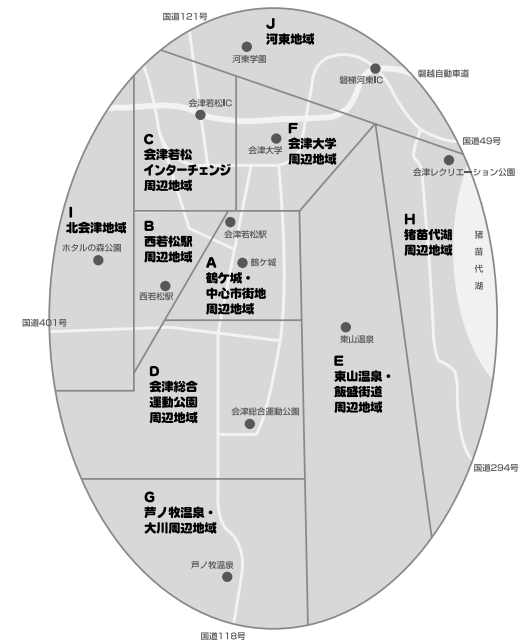 国道121号
J
河東地域
河東学園
磐梯河東IC
磐越自動車道
会津若松IC
C
会津若松
インターチェンジ
周辺地域
F
会津大学
周辺地域
会津大学
国道49号
会津レクリエーション公園
I
北会津地域
ホタルの森公園
B
西若松駅
周辺地域
西若松駅
会津若松駅
A
鶴ケ城・
中心市街地
周辺地域
鶴ケ城
H
猪苗代湖
周辺地域
猪苗代湖
国道401号
東山温泉
E
東山温泉・
飯盛街道
周辺地域
D
会津総合
運動公園
周辺地域
会津総合運動公園
国道294号
G
芦ノ牧温泉・
大川周辺地域
芦ノ牧温泉
国道118号